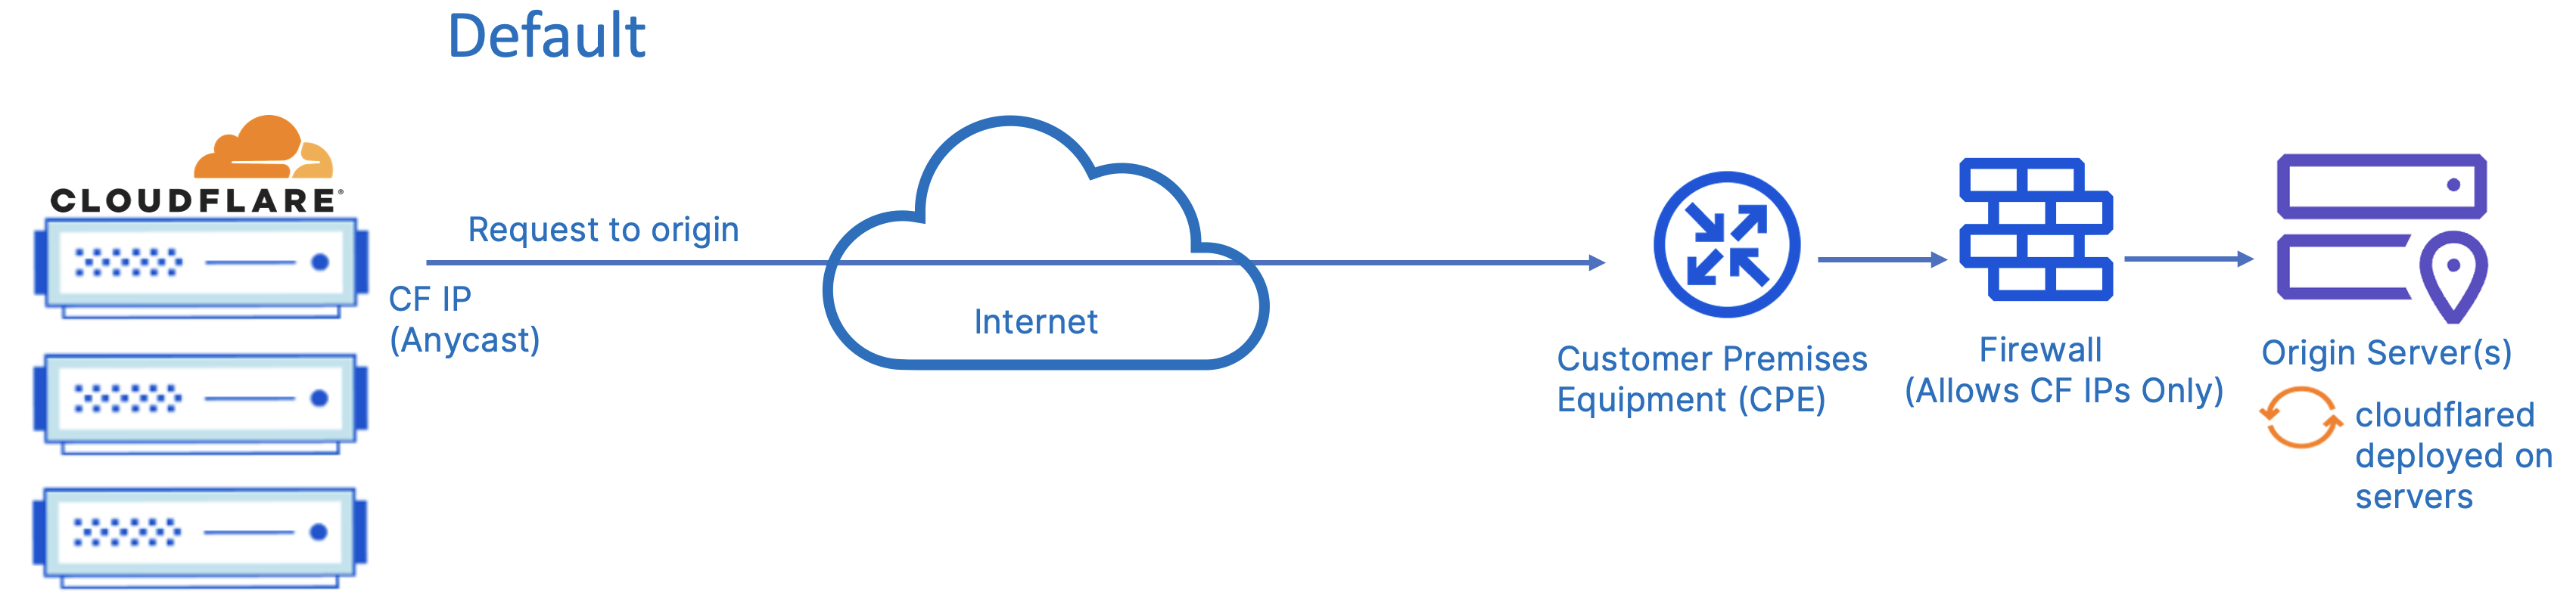 Default
CLOUDFLARE®
Request to origin
CF IP
(Anycast)
Internet
Customer Premises
Equipment (CPE)
Firewall
(Allows CF IPs Only)
Origin Server(s)
cloudflared
deployed on
servers